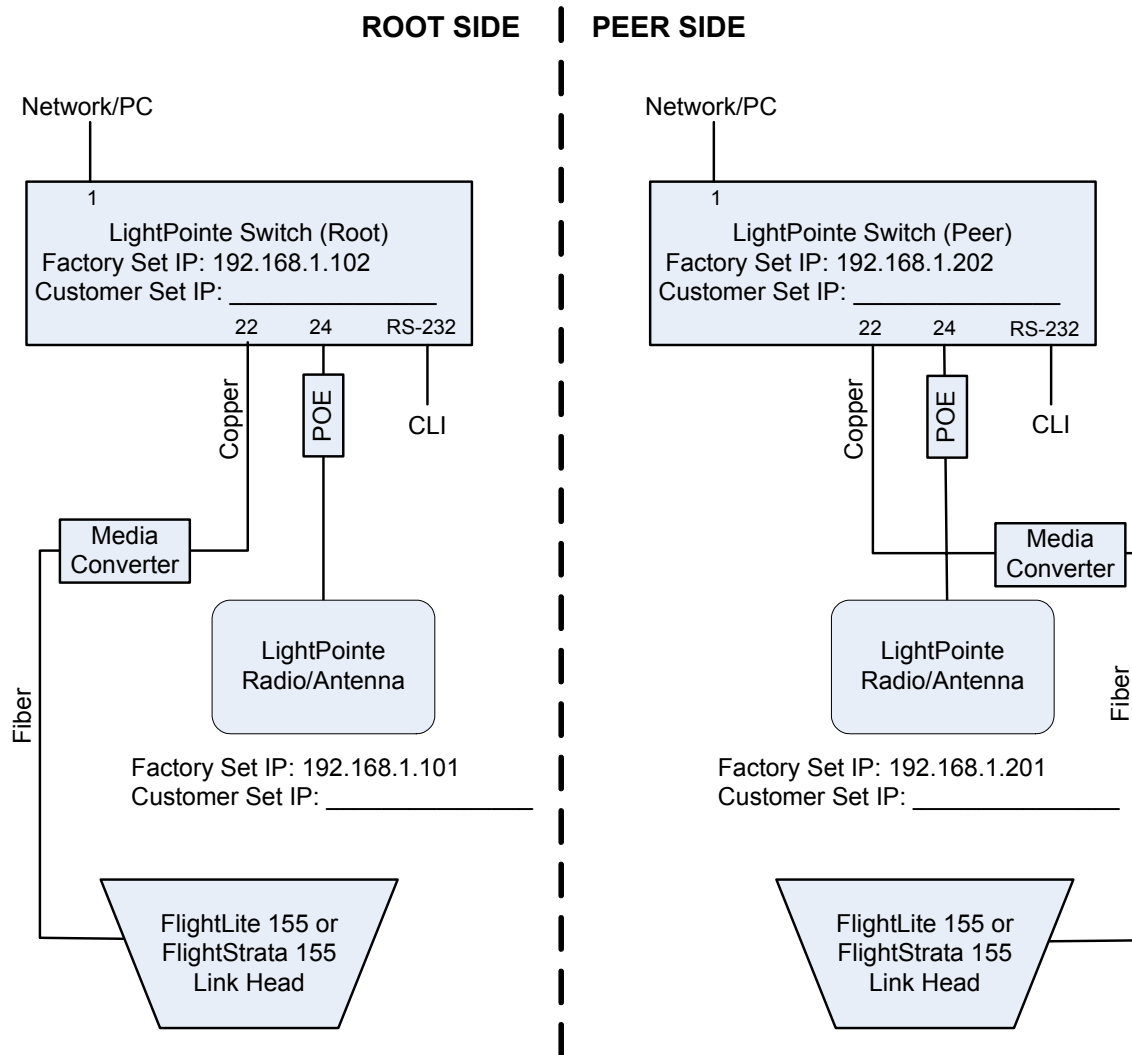 ROOT SIDE
PEER SIDE
Network/PC
1
LightPointe Switch (Root)
Factory Set IP: 192.168.1.102
Customer Set IP: ________________
22
24
RS-232
Copper
POE
CLI
Media
Converter
Fiber
LightPointe
Radio/Antenna
Factory Set IP: 192.168.1.101
Customer Set IP: ________________
FlightLite 155 or
FlightStrata 155
Link Head
Network/PC
1
LightPointe Switch (Peer)
Factory Set IP: 192.168.1.202
Customer Set IP: ________________
22
24
RS-232
Copper
POE
CLI
Media
Converter
Fiber
LightPointe
Radio/Antenna
Factory Set IP: 192.168.1.201
Customer Set IP: ________________
FlightLite 155 or
FlightStrata 155
Link Head